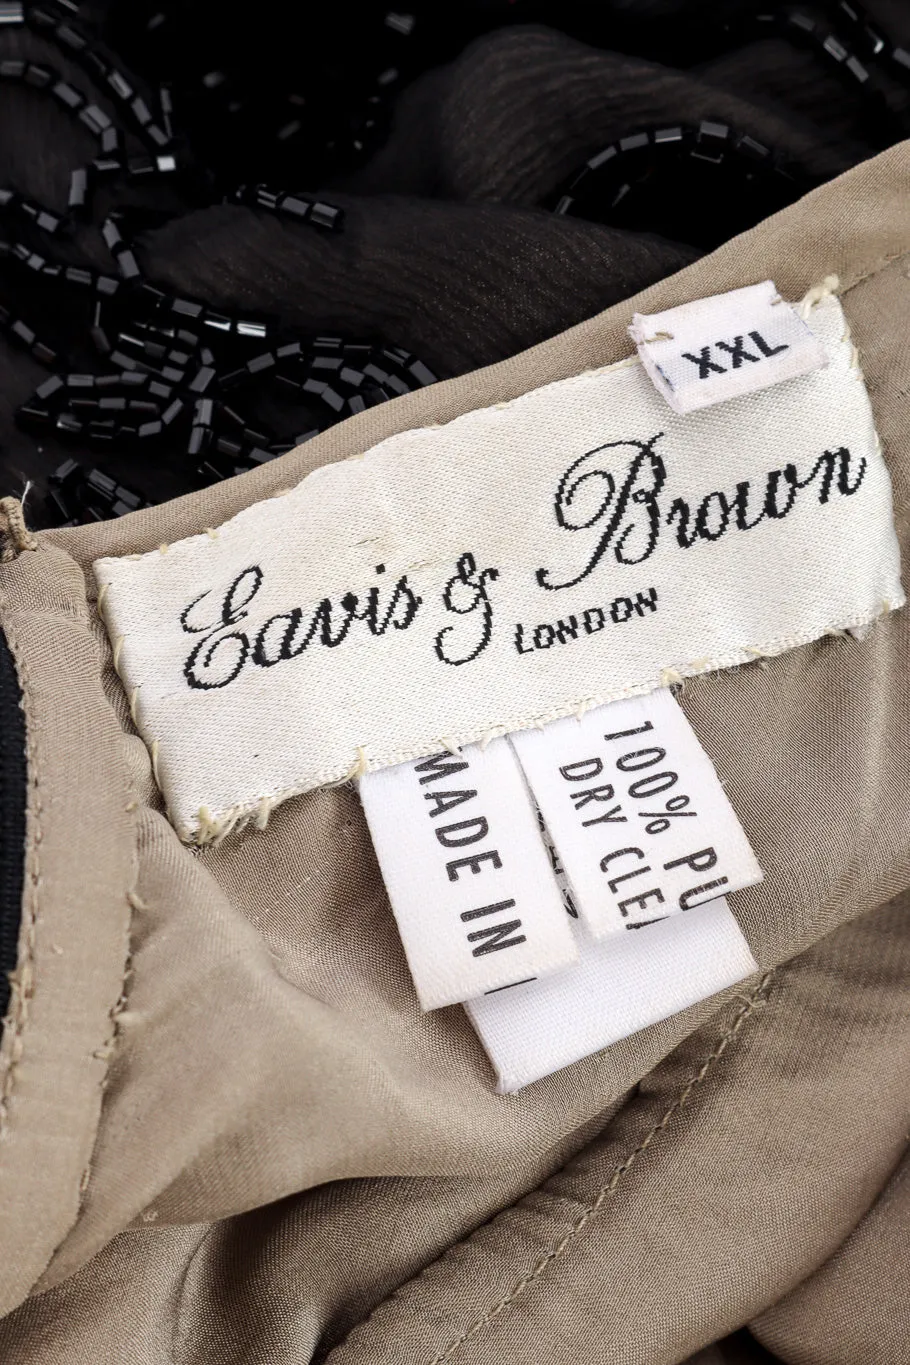 XXL
Eavis & Brown
LONDON
MADE IN
100% PU
DRY CLE